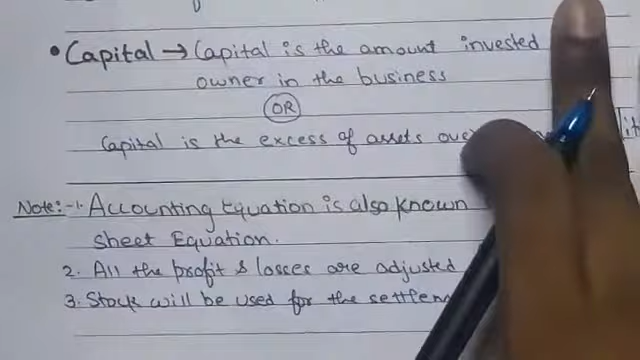 • Capital → Capital is the amount invested
owner in the business
OR
Capital is the excess of assets
Note:-1. Accounting Equation is also known
sheet Equation.
2. All the profit & losses are adjusted
3. Stock will be used for the